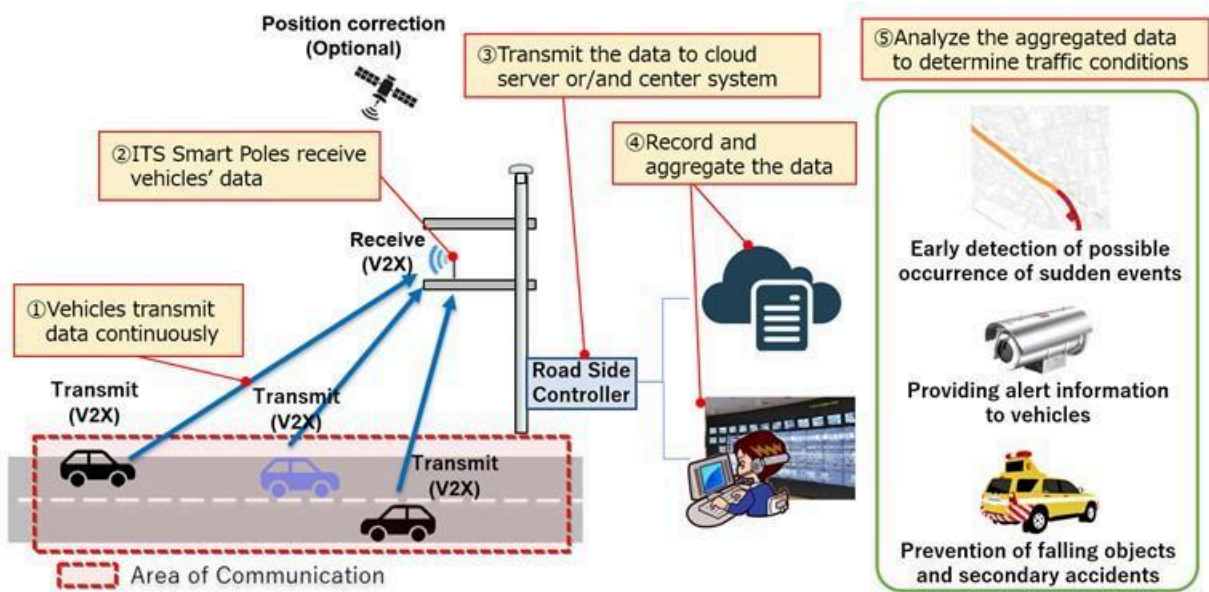 Position correction
(Optional)
③Transmit the data to cloud
server or/and center system
⑤Analyze the aggregated data
to determine traffic conditions
②ITS Smart Poles receive
vehicles' data
④Record and
aggregate the data
Receive
(V2X)
①Vehicles transmit
data continuously
Early detection of possible
occurrence of sudden events
Road Side
Controller
Transmit
(V2X)
Transmit
(V2X)
Transmit
(V2X)
Providing alert information
to vehicles
Prevention of falling objects
and secondary accidents
Area of Communication